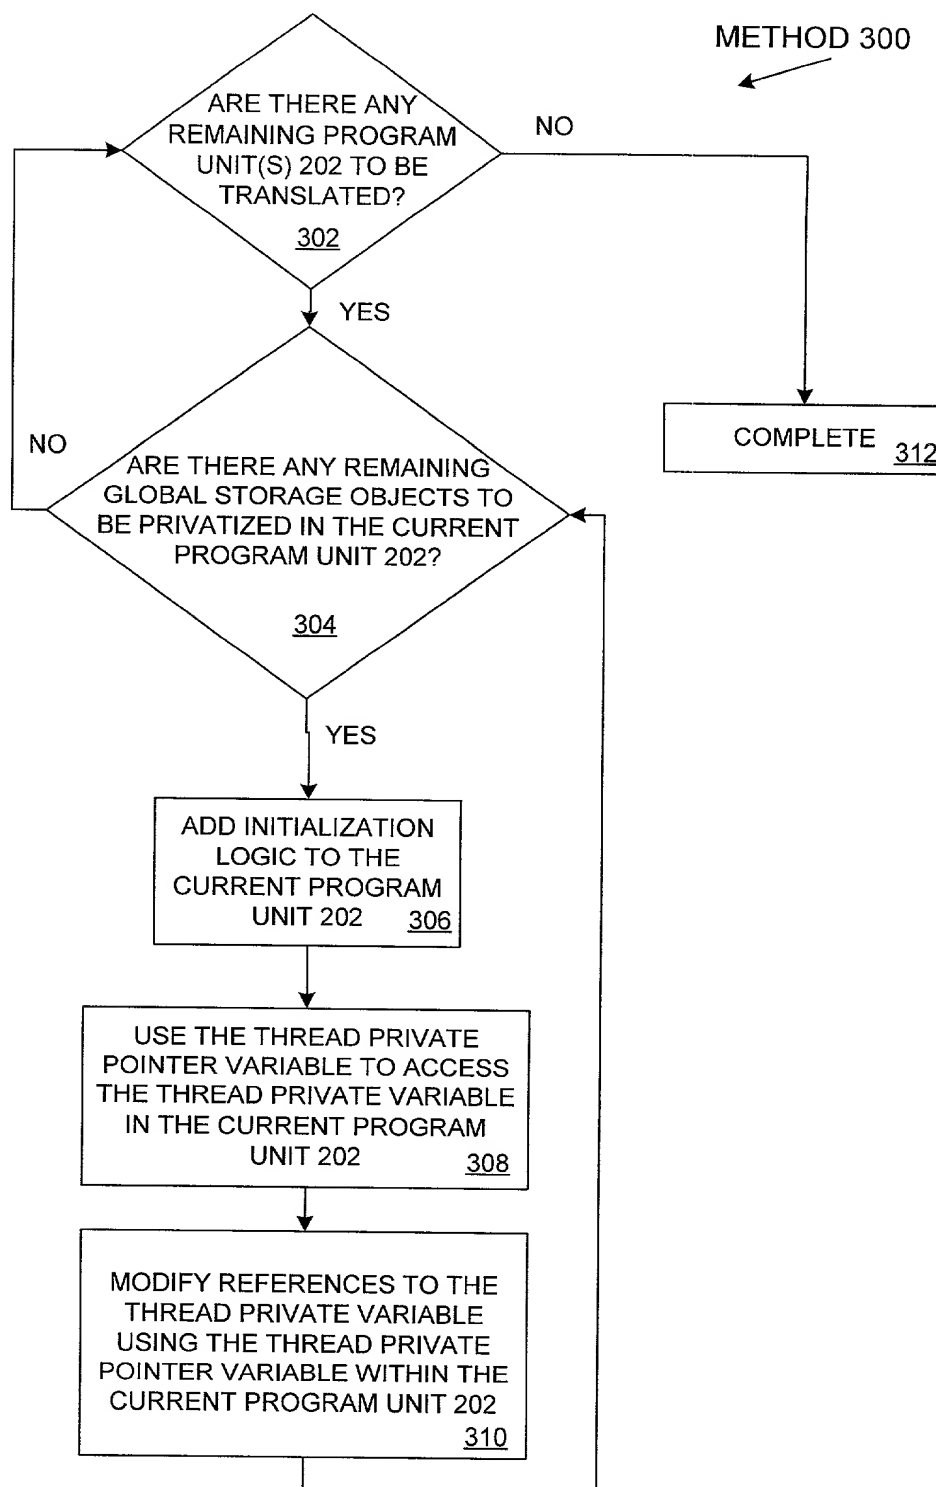 METHOD 300
ARE THERE ANY
REMAINING PROGRAM
UNIT(S) 202 TO BE
TRANSLATED?
302
NO
YES
COMPLETE
312
NO
ARE THERE ANY REMAINING
GLOBAL STORAGE OBJECTS TO
BE PRIVATIZED IN THE CURRENT
PROGRAM UNIT 202?
304
YES
ADD INITIALIZATION
LOGIC TO THE
CURRENT PROGRAM
UNIT 202
306
USE THE THREAD PRIVATE
POINTER VARIABLE TO ACCESS
THE THREAD PRIVATE VARIABLE
IN THE CURRENT PROGRAM
UNIT 202
308
MODIFY REFERENCES TO THE
THREAD PRIVATE VARIABLE
USING THE THREAD PRIVATE
POINTER VARIABLE WITHIN THE
CURRENT PROGRAM UNIT 202
310